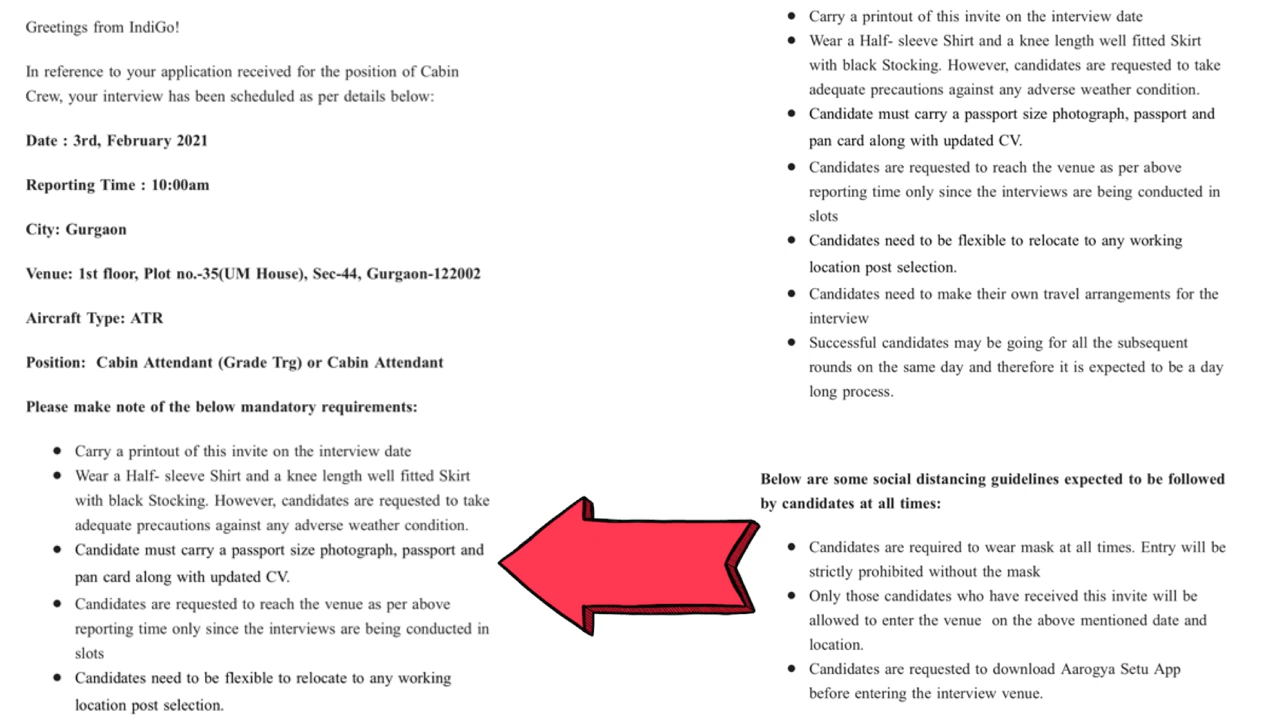 Greetings from IndiGo!
In reference to your application received for the position of Cabin
Crew, your interview has been scheduled as per details below:
Date : 3rd, February 2021
Reporting Time : 10:00am
City: Gurgaon
Venue: 1st floor, Plot no.-35(UM House), Sec-44, Gurgaon-122002
Aircraft Type: ATR
Position:  Cabin Attendant (Grade Trg) or Cabin Attendant
Please make note of the below mandatory requirements:
● Carry a printout of this invite on the interview date
● Wear a Half- sleeve Shirt and a knee length well fitted Skirt
with black Stocking. However, candidates are requested to take
adequate precautions against any adverse weather condition.
● Candidate must carry a passport size photograph, passport and
pan card along with updated CV.
● Candidates are requested to reach the venue as per above
reporting time only since the interviews are being conducted in
slots
● Candidates need to be flexible to relocate to any working
location post selection.
● Carry a printout of this invite on the interview date
● Wear a Half- sleeve Shirt and a knee length well fitted Skirt
with black Stocking. However, candidates are requested to take
adequate precautions against any adverse weather condition.
● Candidate must carry a passport size photograph, passport and
pan card along with updated CV.
● Candidates are requested to reach the venue as per above
reporting time only since the interviews are being conducted in
slots
● Candidates need to be flexible to relocate to any working
location post selection.
● Candidates need to make their own travel arrangements for the
interview
● Successful candidates may be going for all the subsequent
rounds on the same day and therefore it is expected to be a day
long process.
Below are some social distancing guidelines expected to be followed
by candidates at all times:
● Candidates are required to wear mask at all times. Entry will be
strictly prohibited without the mask
● Only those candidates who have received this invite will be
allowed to enter the venue  on the above mentioned date and
location.
● Candidates are requested to download Aarogya Setu App
before entering the interview venue.